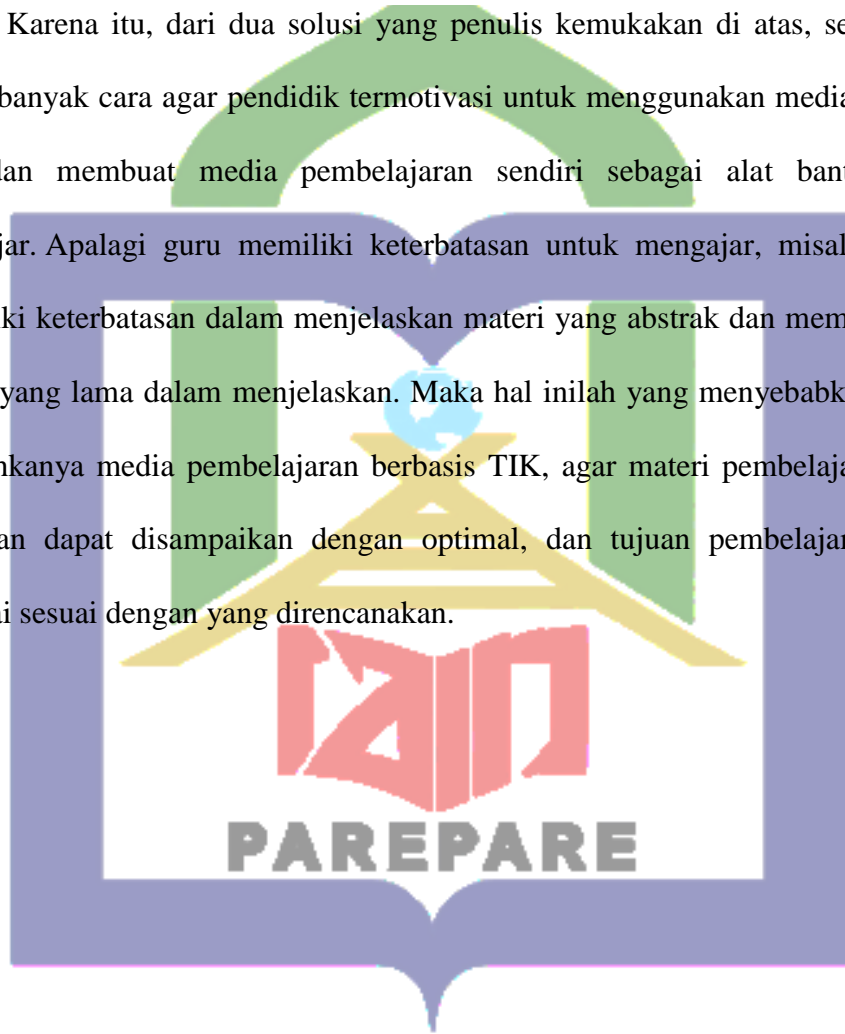 Karena itu, dari dua solusi yang penulis kemukakan di atas, se
banyak cara agar pendidik termotivasi untuk menggunakan media
dan membuat media pembelajaran sendiri sebagai alat bant
jar. Apalagi guru memiliki keterbatasan untuk mengajar, misal
ki keterbatasan dalam menjelaskan materi yang abstrak dan mem
yang lama dalam menjelaskan. Maka hal inilah yang menyebabk
nkanya media pembelajaran berbasis TIK, agar materi pembelaja
an dapat disampaikan dengan optimal, dan tujuan pembelajar
ai sesuai dengan yang direncanakan.
IAIN
PAREPARE